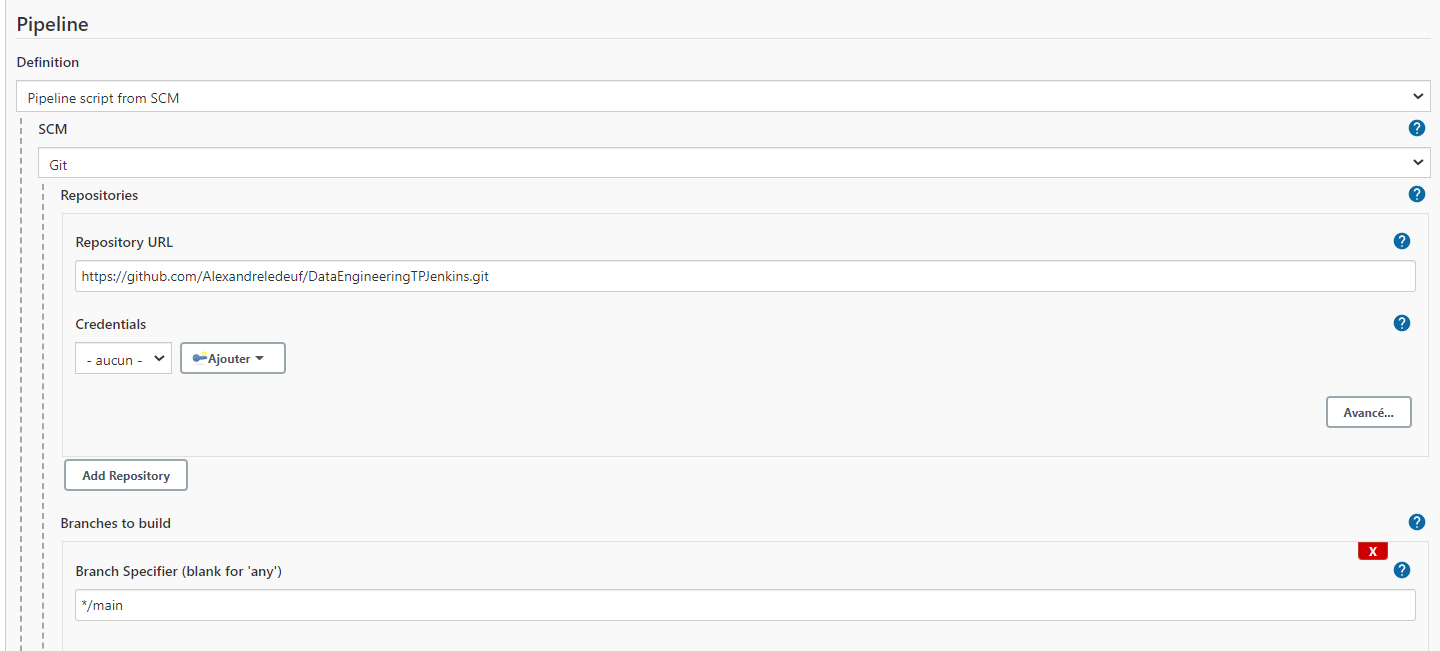 Pipeline
Definition
Pipeline script from SCM
SCM
?
Git
Repositories
?
Repository URL
?
https://github.com/Alexandreledeuf/DataEngineeringTPJenkins.git
Credentials
?
- aucun -
Ajouter
Avancé...
Add Repository
Branches to build
?
X
Branch Specifier (blank for 'any')
?
*/main